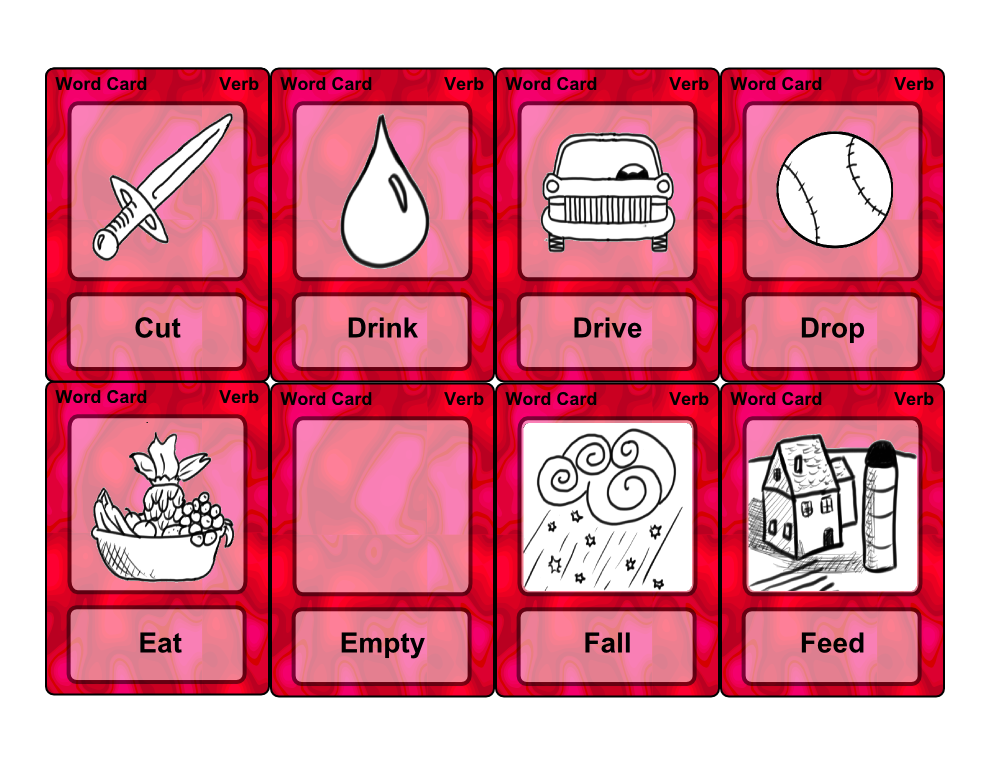 Word Card Verb
Cut
Word Card Verb
Drink
Word Card Verb
Drive
Word Card Verb
Drop
Word Card Verb
Eat
Word Card Verb
Empty
Word Card Verb
Fall
Word Card Verb
Feed